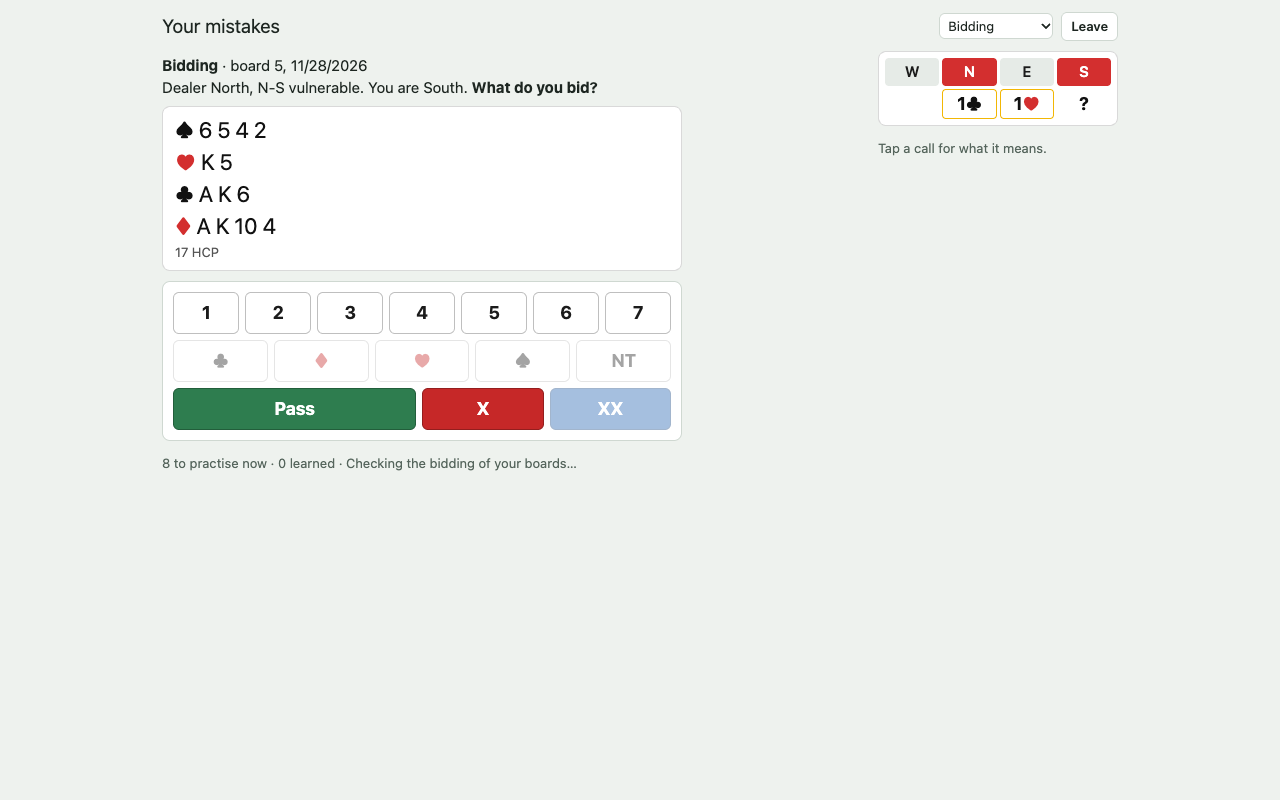 Your mistakes
Bidding
Leave
Bidding · board 5, 11/28/2026
Dealer North, N-S vulnerable. You are South. What do you bid?
♠ 6 5 4 2
♥ K 5
♣ A K 6
♦ A K 10 4
17 HCP
1 2 3 4 5 6 7
♣ ♦ ♥ ♠ NT
Pass X XX
8 to practise now · 0 learned · Checking the bidding of your boards...
W N E S
1♣ 1♥ ?
Tap a call for what it means.